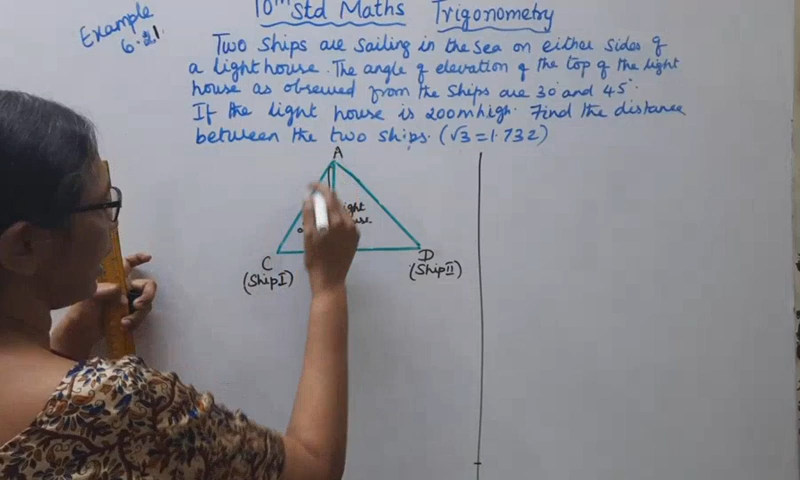 10th Std Maths Trigonometry
Example
6.21.
Two ships are sailing in the sea on either sides of
a light house. The angle of elevation of the top of the light
house as obsrewed from the ships are 30° and 45°.
If the light house is 200m high. Find the distance
between the two ships. (√3 = 1.732)
A
C
(Ship I)
D
(Ship II)